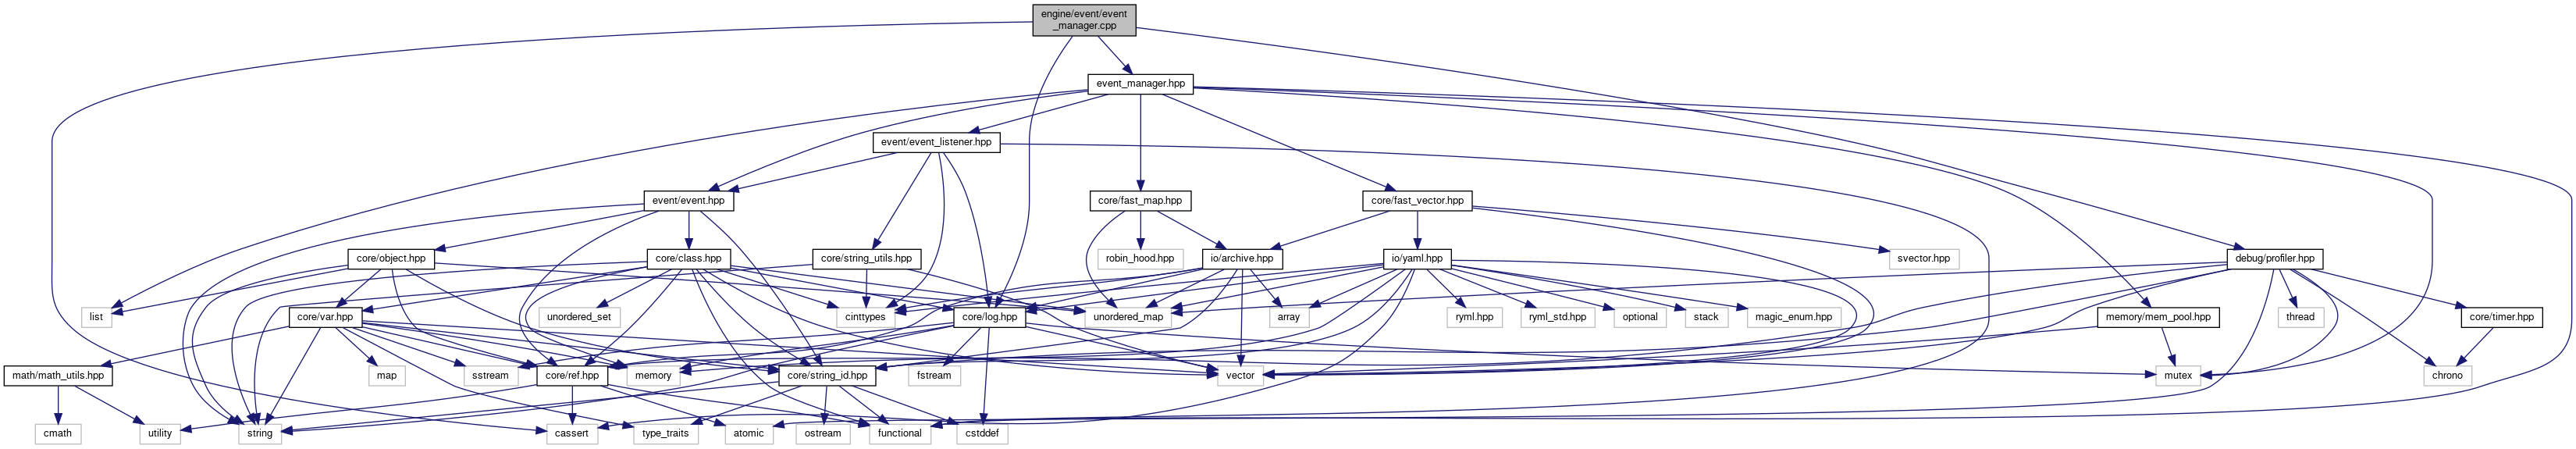 engine/event/event
_manager.cpp
event_manager.hpp
event/event_listener.hpp
event/event.hpp
core/fast_map.hpp
core/fast_vector.hpp
core/object.hpp
core/class.hpp
core/string_utils.hpp
robin_hood.hpp
io/archive.hpp
io/yaml.hpp
svector.hpp
debug/profiler.hpp
list
core/var.hpp
unordered_set
cinttypes
core/log.hpp
unordered_map
array
ryml.hpp
ryml_std.hpp
optional
stack
magic_enum.hpp
memory/mem_pool.hpp
thread
core/timer.hpp
math/math_utils.hpp
map
sstream
core/ref.hpp
memory
core/string_id.hpp
fstream
vector
mutex
chrono
cmath
utility
string
cassert
type_traits
atomic
ostream
functional
cstddef